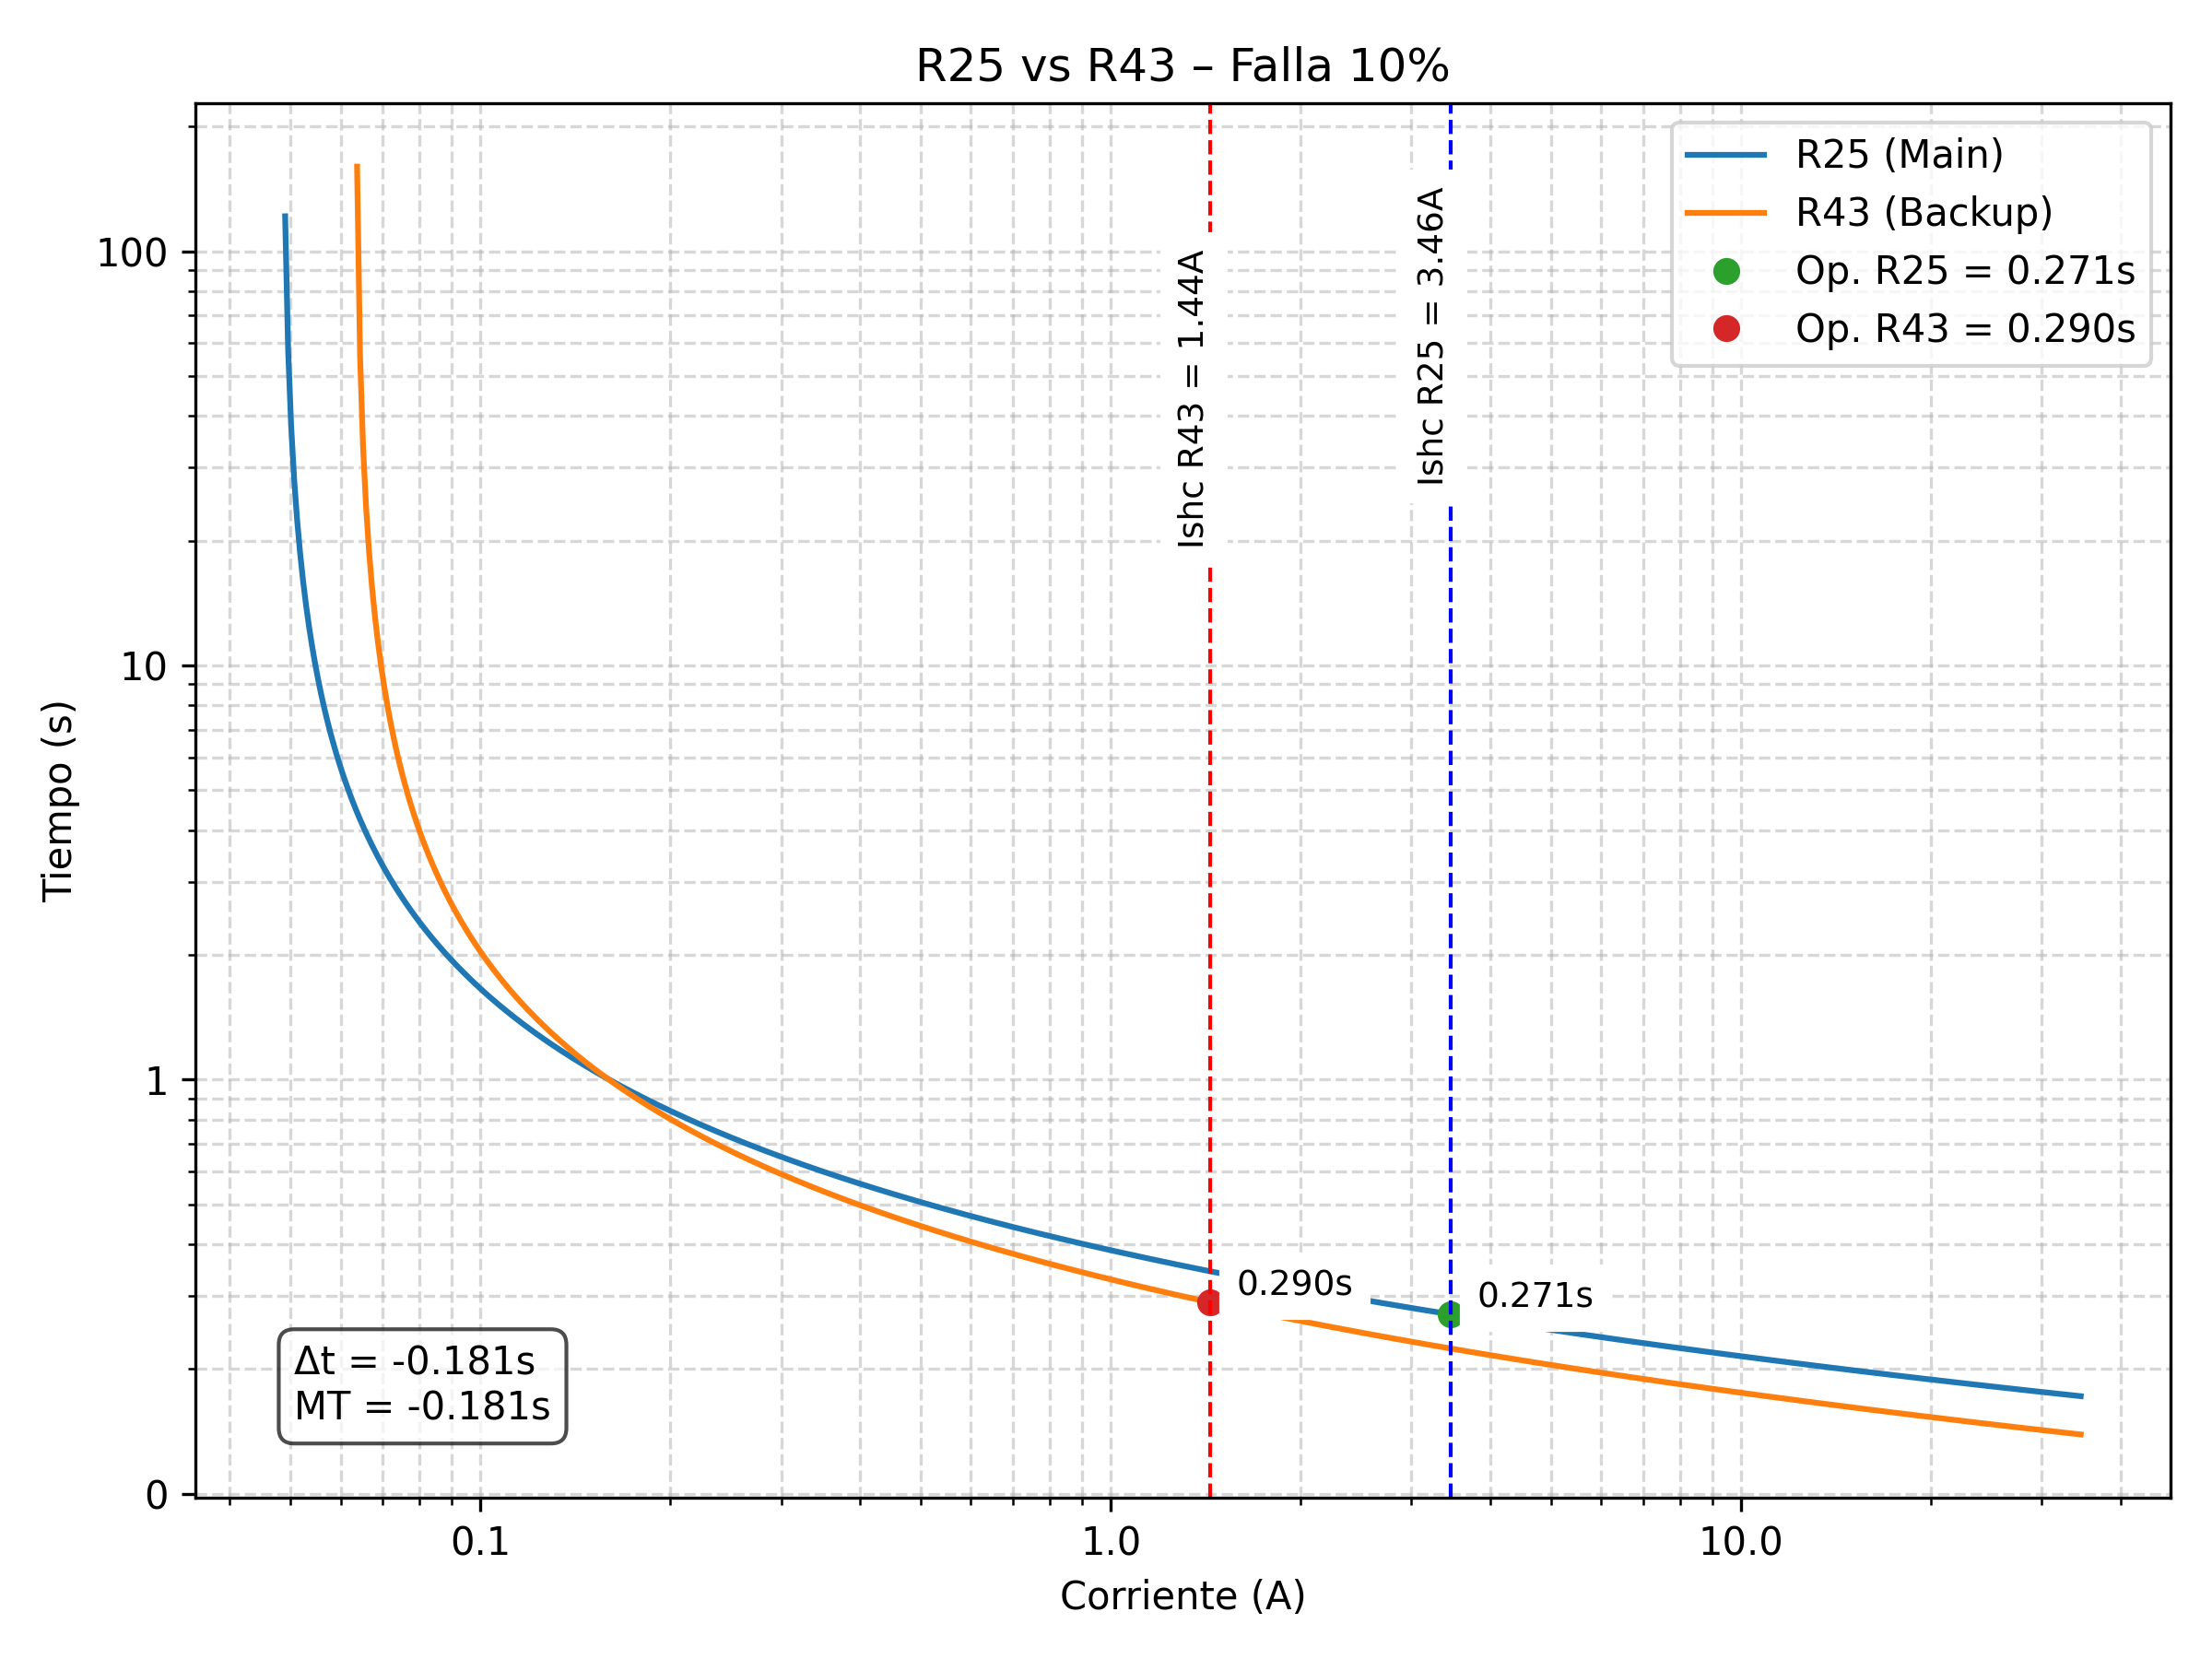 R25 vs R43 – Falla 10%
R25 (Main)
R43 (Backup)
Op. R25 = 0.271s
Op. R43 = 0.290s
Ishc R43 = 1.44A
Ishc R25 = 3.46A
100
10
1
0
Tiempo (s)
0.290s
0.271s
Δt = -0.181s
MT = -0.181s
0.1
1.0
10.0
Corriente (A)